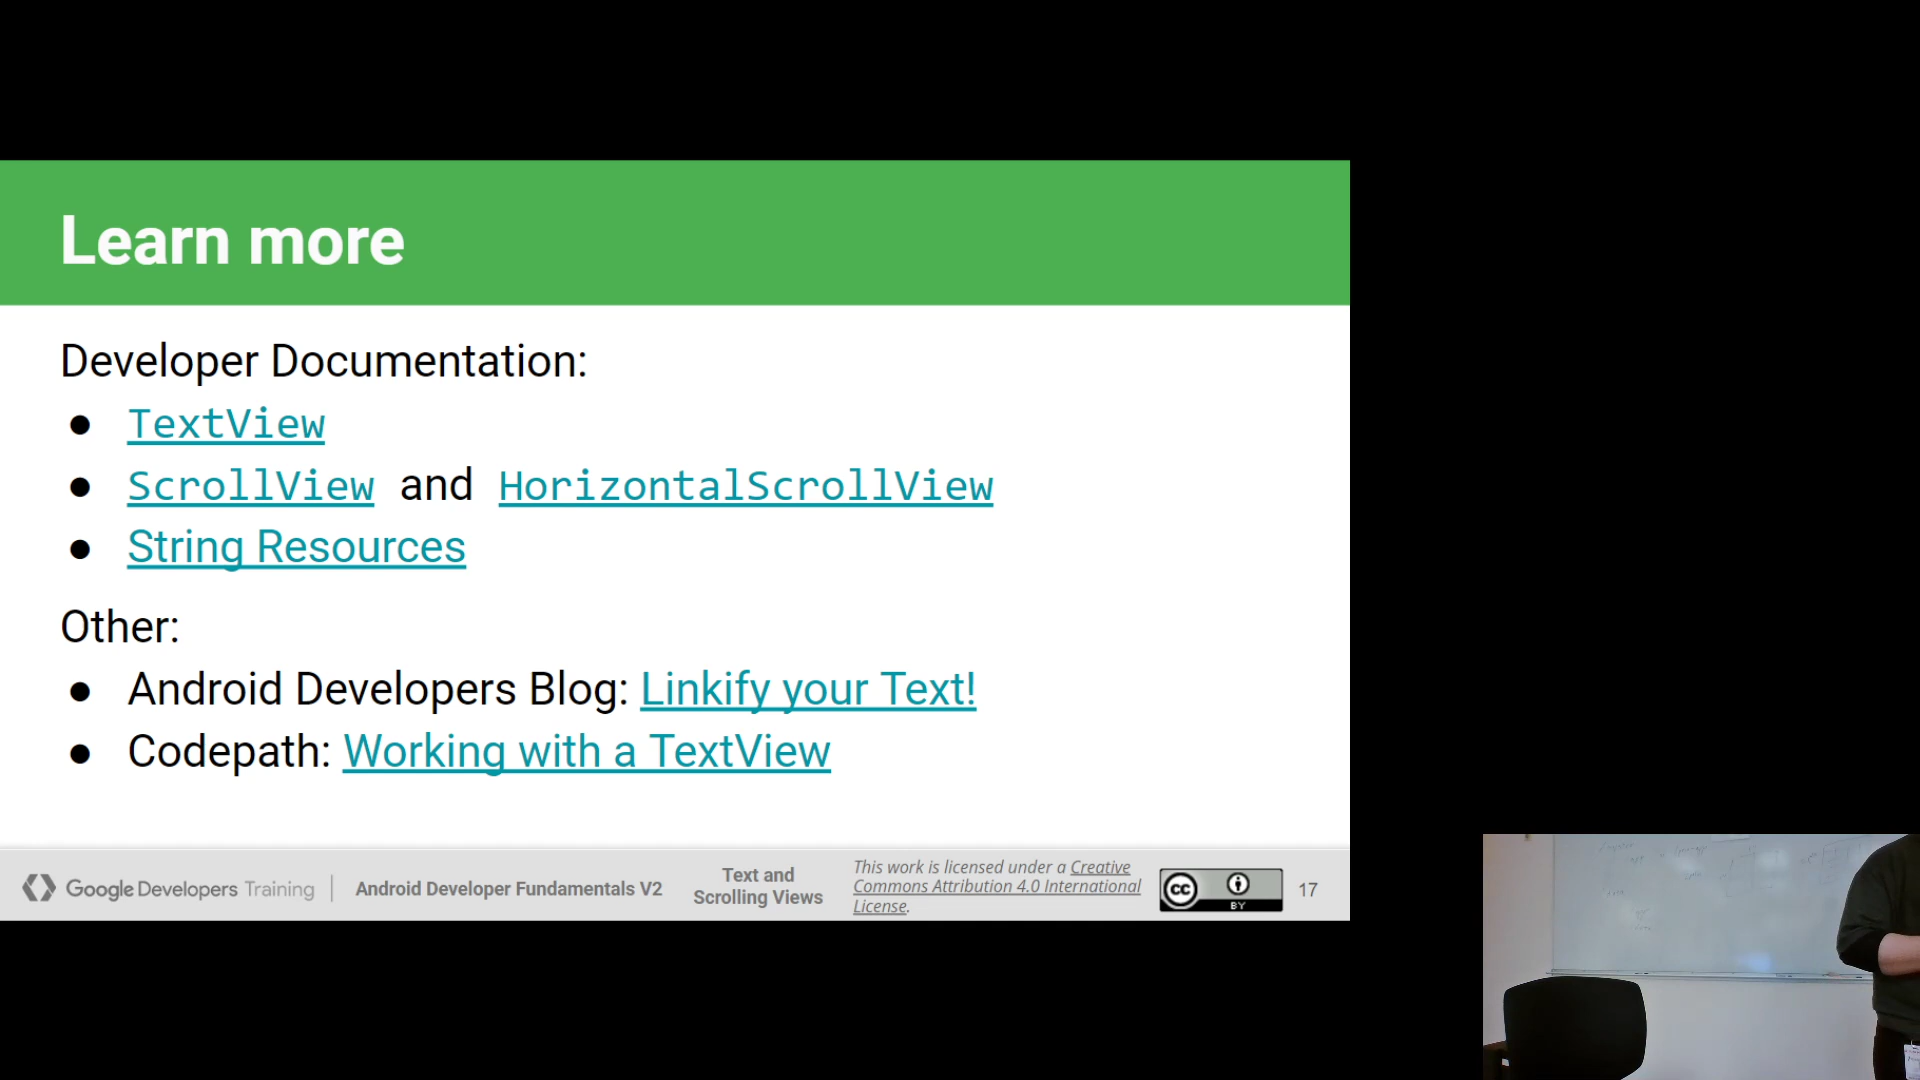 Learn more
Developer Documentation:
● TextView
● ScrollView and HorizontalScrollView
● String Resources
Other:
● Android Developers Blog: Linkify your Text!
● Codepath: Working with a TextView
Google Developers Training
Android Developer Fundamentals V2
Text and
Scrolling Views
This work is licensed under a Creative
Commons Attribution 4.0 International
License.
cc
BY
17